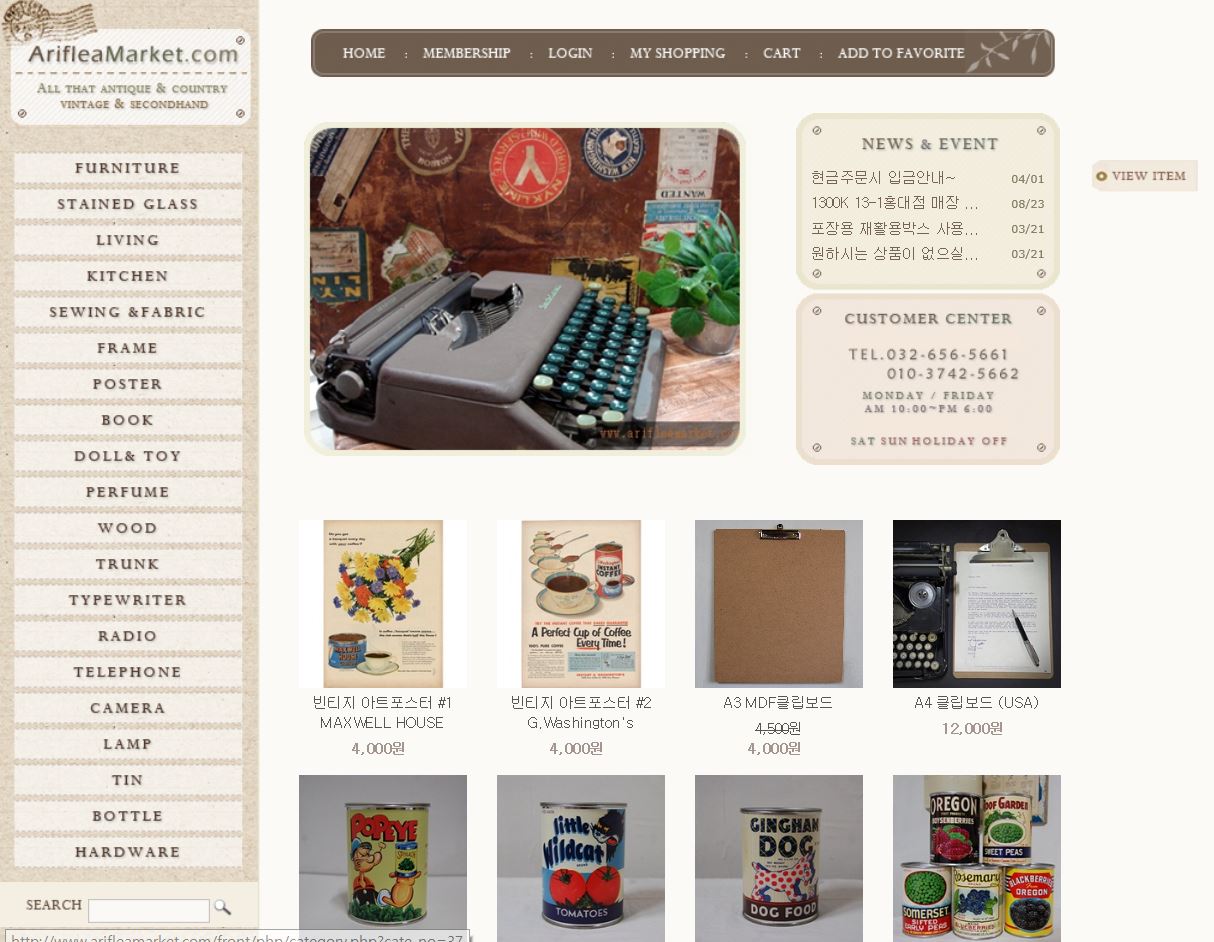 ArifleaMarket.com
ALL THAT ANTIQUE & COUNTRY
VINTAGE & SECONDHAND
FURNITURE
STAINED GLASS
LIVING
KITCHEN
SEWING &FABRIC
FRAME
POSTER
BOOK
DOLL& TOY
PERFUME
WOOD
TRUNK
TYPEWRITER
RADIO
TELEPHONE
CAMERA
LAMP
TIN
BOTTLE
HARDWARE
SEARCH
http://www.arifleamarket.com/front/php/category.php?cate_no=37
HOME : MEMBERSHIP : LOGIN : MY SHOPPING : CART : ADD TO FAVORITE
WANTED
www.arifleamarket.c
NEWS & EVENT
현금주문시 입금안내~ 04/01
1300K 13-1홍대점 매장 ... 08/23
포장용 재활용박스 사용... 03/21
원하시는 상품이 없으실... 03/21
CUSTOMER CENTER
TEL.032-656-5661
010-3742-5662
MONDAY / FRIDAY
AM 10:00~PM 6:00
SAT SUN HOLIDAY OFF
VIEW ITEM
MAXWELL HOUSE
빈티지 아트포스터 #1
MAXWELL HOUSE
4,000원
INSTANT COFFEE
A Perfect Cup of Coffee
Every Time!
빈티지 아트포스터 #2
G,Washington's
4,000원
A3 MDF클립보드
4,500원
4,000원
A4 클립보드 (USA)
12,000원
POPEYE
SPINACH
little
Wildcat
TOMATOES
GINGHAM
DOG
DOG FOOD
OREGON
BOYSENBERRIES
ROOF GARDEN
SWEET PEAS
SOMERSET
SIFTED
EARLY PEAS
Rosemary
BLUEBERRIES
BLACKBERRIES
OREGON